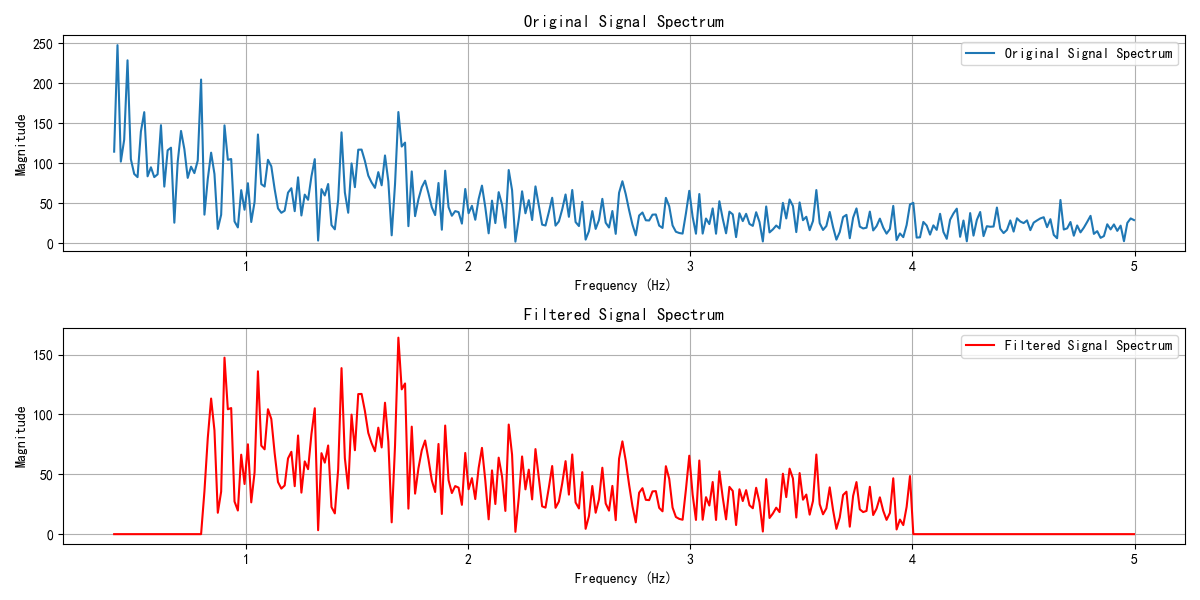 Original Signal Spectrum
250
200
150
100
50
0
Magnitude
Original Signal Spectrum
1
2
3
4
5
Frequency (Hz)
Filtered Signal Spectrum
150
100
50
0
Magnitude
Filtered Signal Spectrum
1
2
3
4
5
Frequency (Hz)